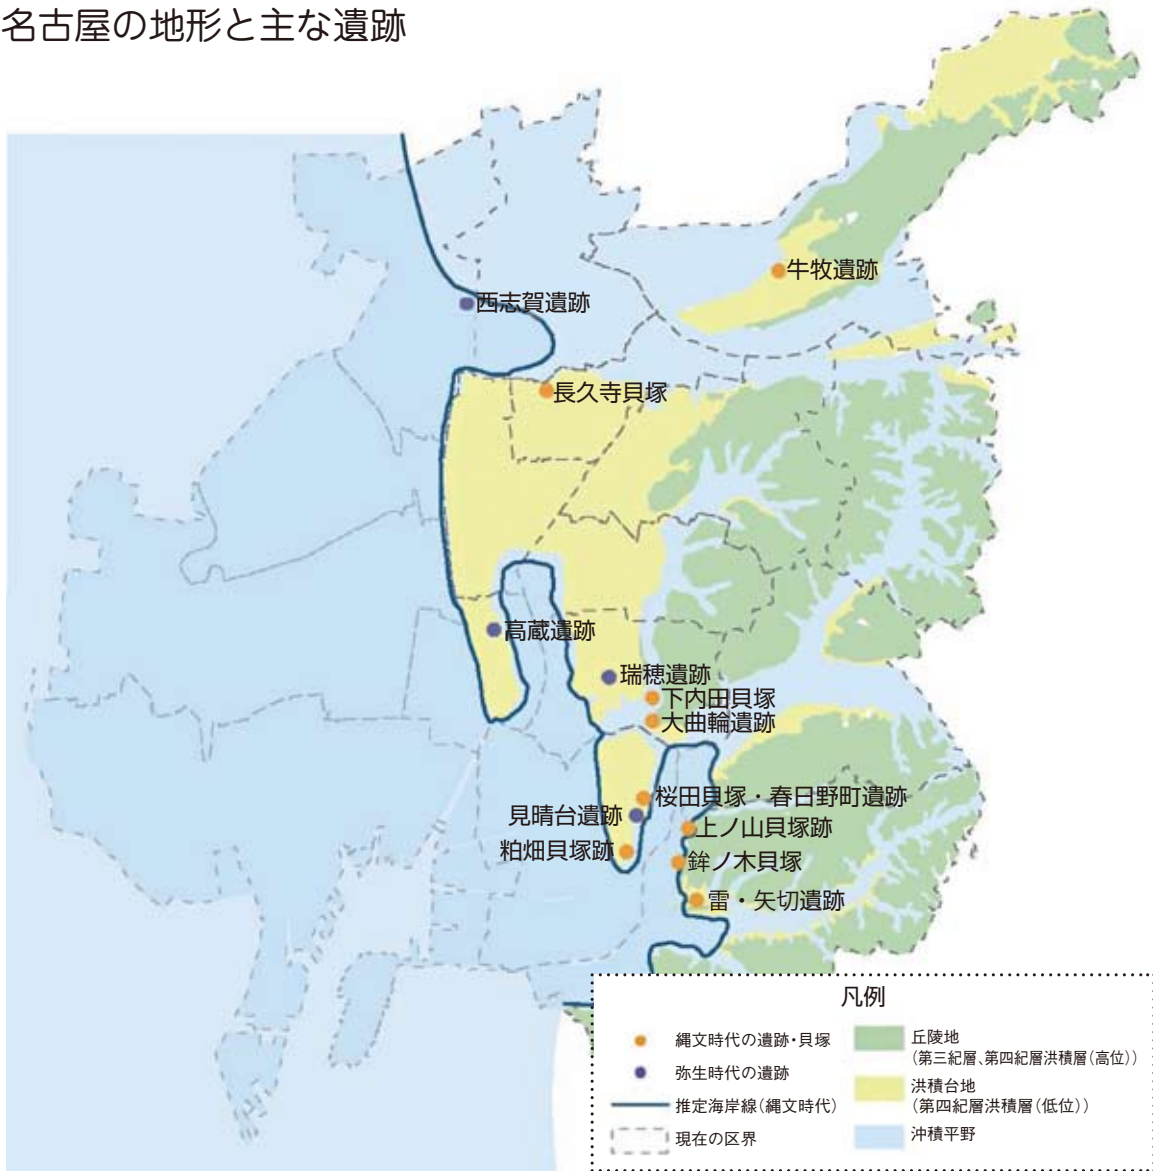 名古屋の地形と主な遺跡
牛牧遺跡
西志賀遺跡
長久寺貝塚
高蔵遺跡
瑞穂遺跡
下内田貝塚
大曲輪遺跡
桜田貝塚・春日野町遺跡
見晴台遺跡
上ノ山貝塚跡
粕畑貝塚跡
鉾ノ木貝塚
雷・矢切遺跡
凡例
縄文時代の遺跡・貝塚
弥生時代の遺跡
推定海岸線（縄文時代）
現在の区界
丘陵地
（第三紀層、第四紀層洪積層（高位））
洪積台地
（第四紀層洪積層（低位））
沖積平野